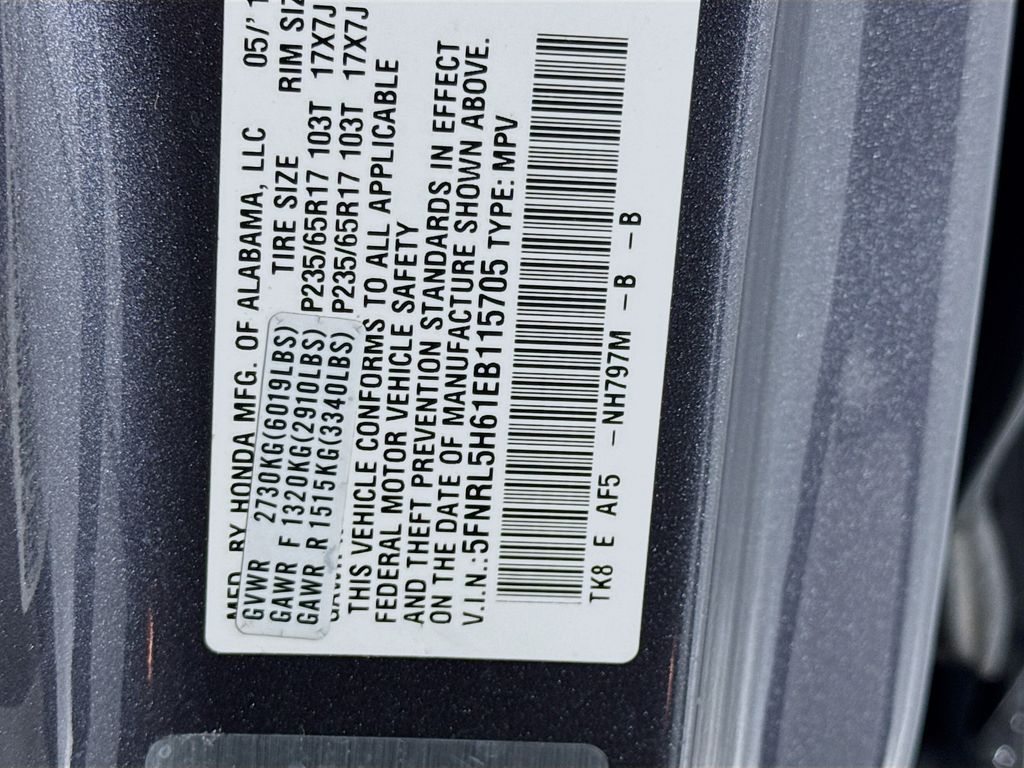 MFD. BY HONDA MFG. OF ALABAMA, LLC 05/'1
GVWR 2730KG(6019LBS) TIRE SIZE RIM SIZ
GAWR F 1320KG(2910LBS) P235/65R17 103T 17X7J
GAWR R 1515KG(3340LBS) P235/65R17 103T 17X7J
THIS VEHICLE CONFORMS TO ALL APPLICABLE
FEDERAL MOTOR VEHICLE SAFETY
AND THEFT PREVENTION STANDARDS IN EFFECT
ON THE DATE OF MANUFACTURE SHOWN ABOVE.
V.I.N.:5FNRL5H61EB115705 TYPE: MPV
TK8 E AF5 -NH797M -B -B